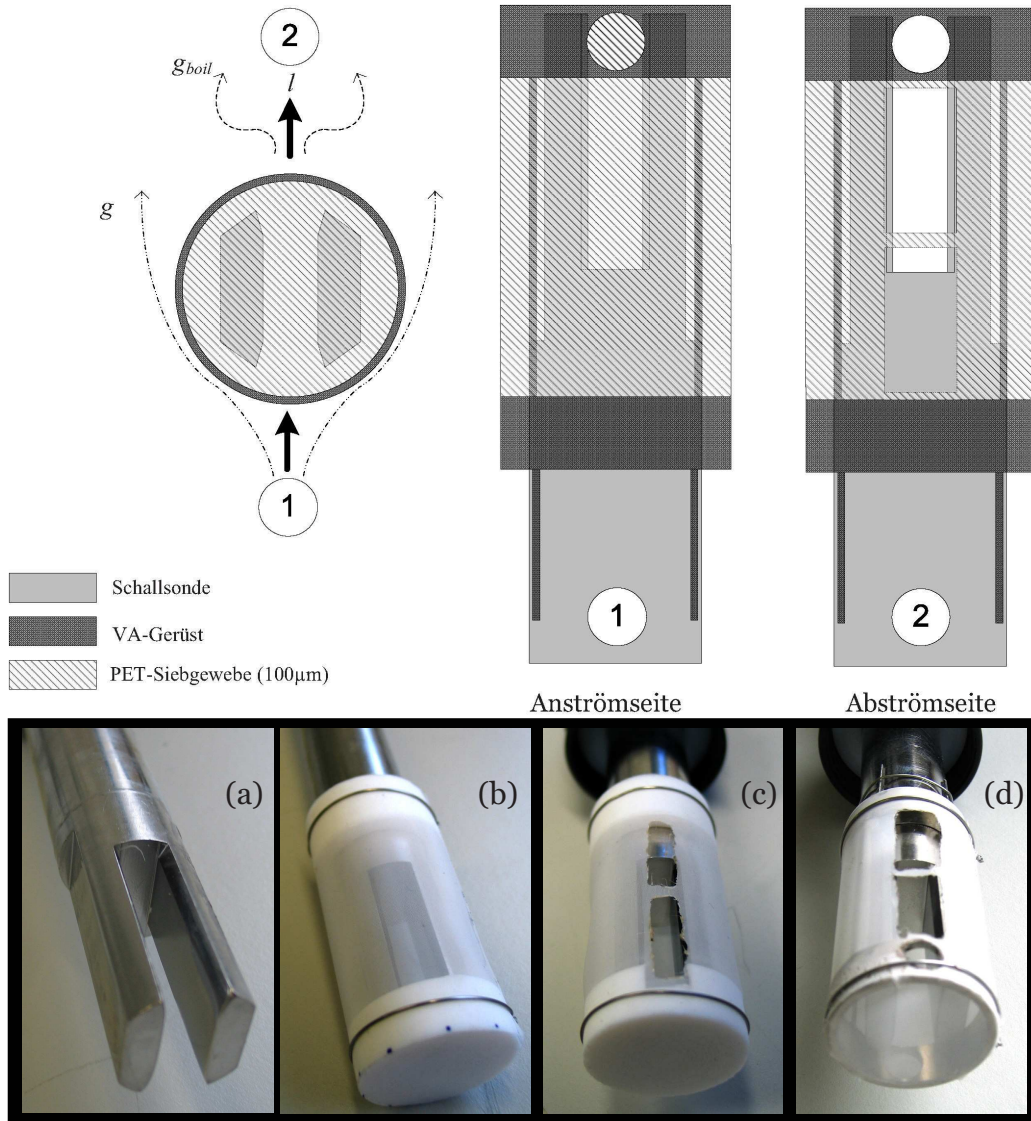 2
g_boil
l
g
1
Schallsonde
VA-Gerüst
PET-Siebgewebe (100µm)
1
2
Anströmseite
Abströmseite
(a)
(b)
(c)
(d)